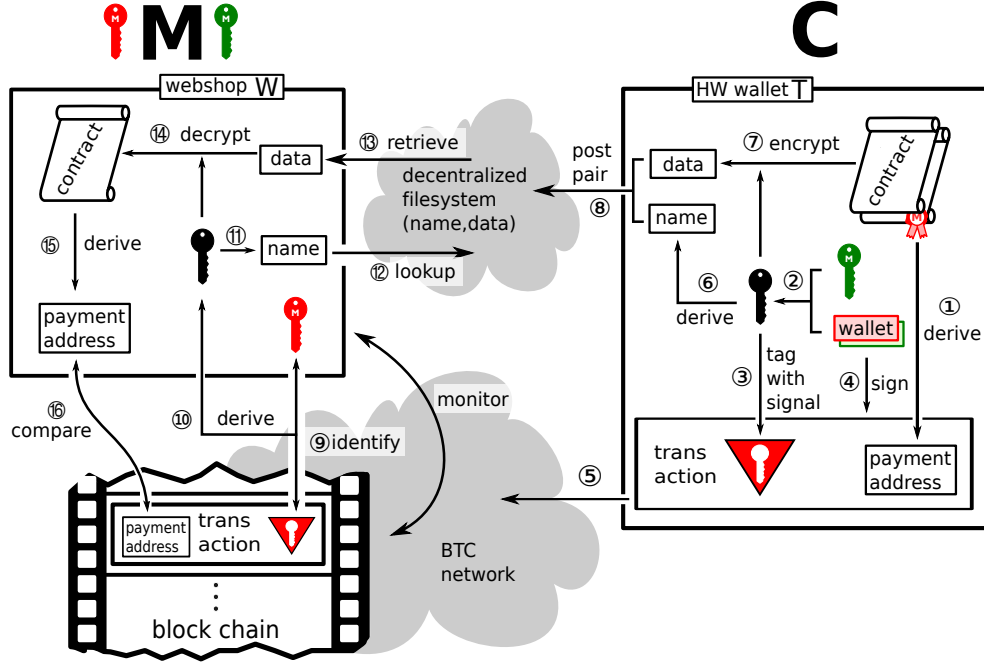 M
C
webshop W
HW wallet T
contract
⑭ decrypt
data
⑬ retrieve
decentralized
filesystem
(name,data)
post
pair
⑧
data
⑦ encrypt
contract
M
name
⑪
name
⑫ lookup
⑮
derive
⑥
derive
②
M
wallet
①
derive
payment
address
M
M
M
③
tag
with
signal
④ sign
⑯
compare
⑩
derive
⑨ identify
monitor
trans
action
payment
address
⑤
payment
address
trans
action
BTC
network
block chain